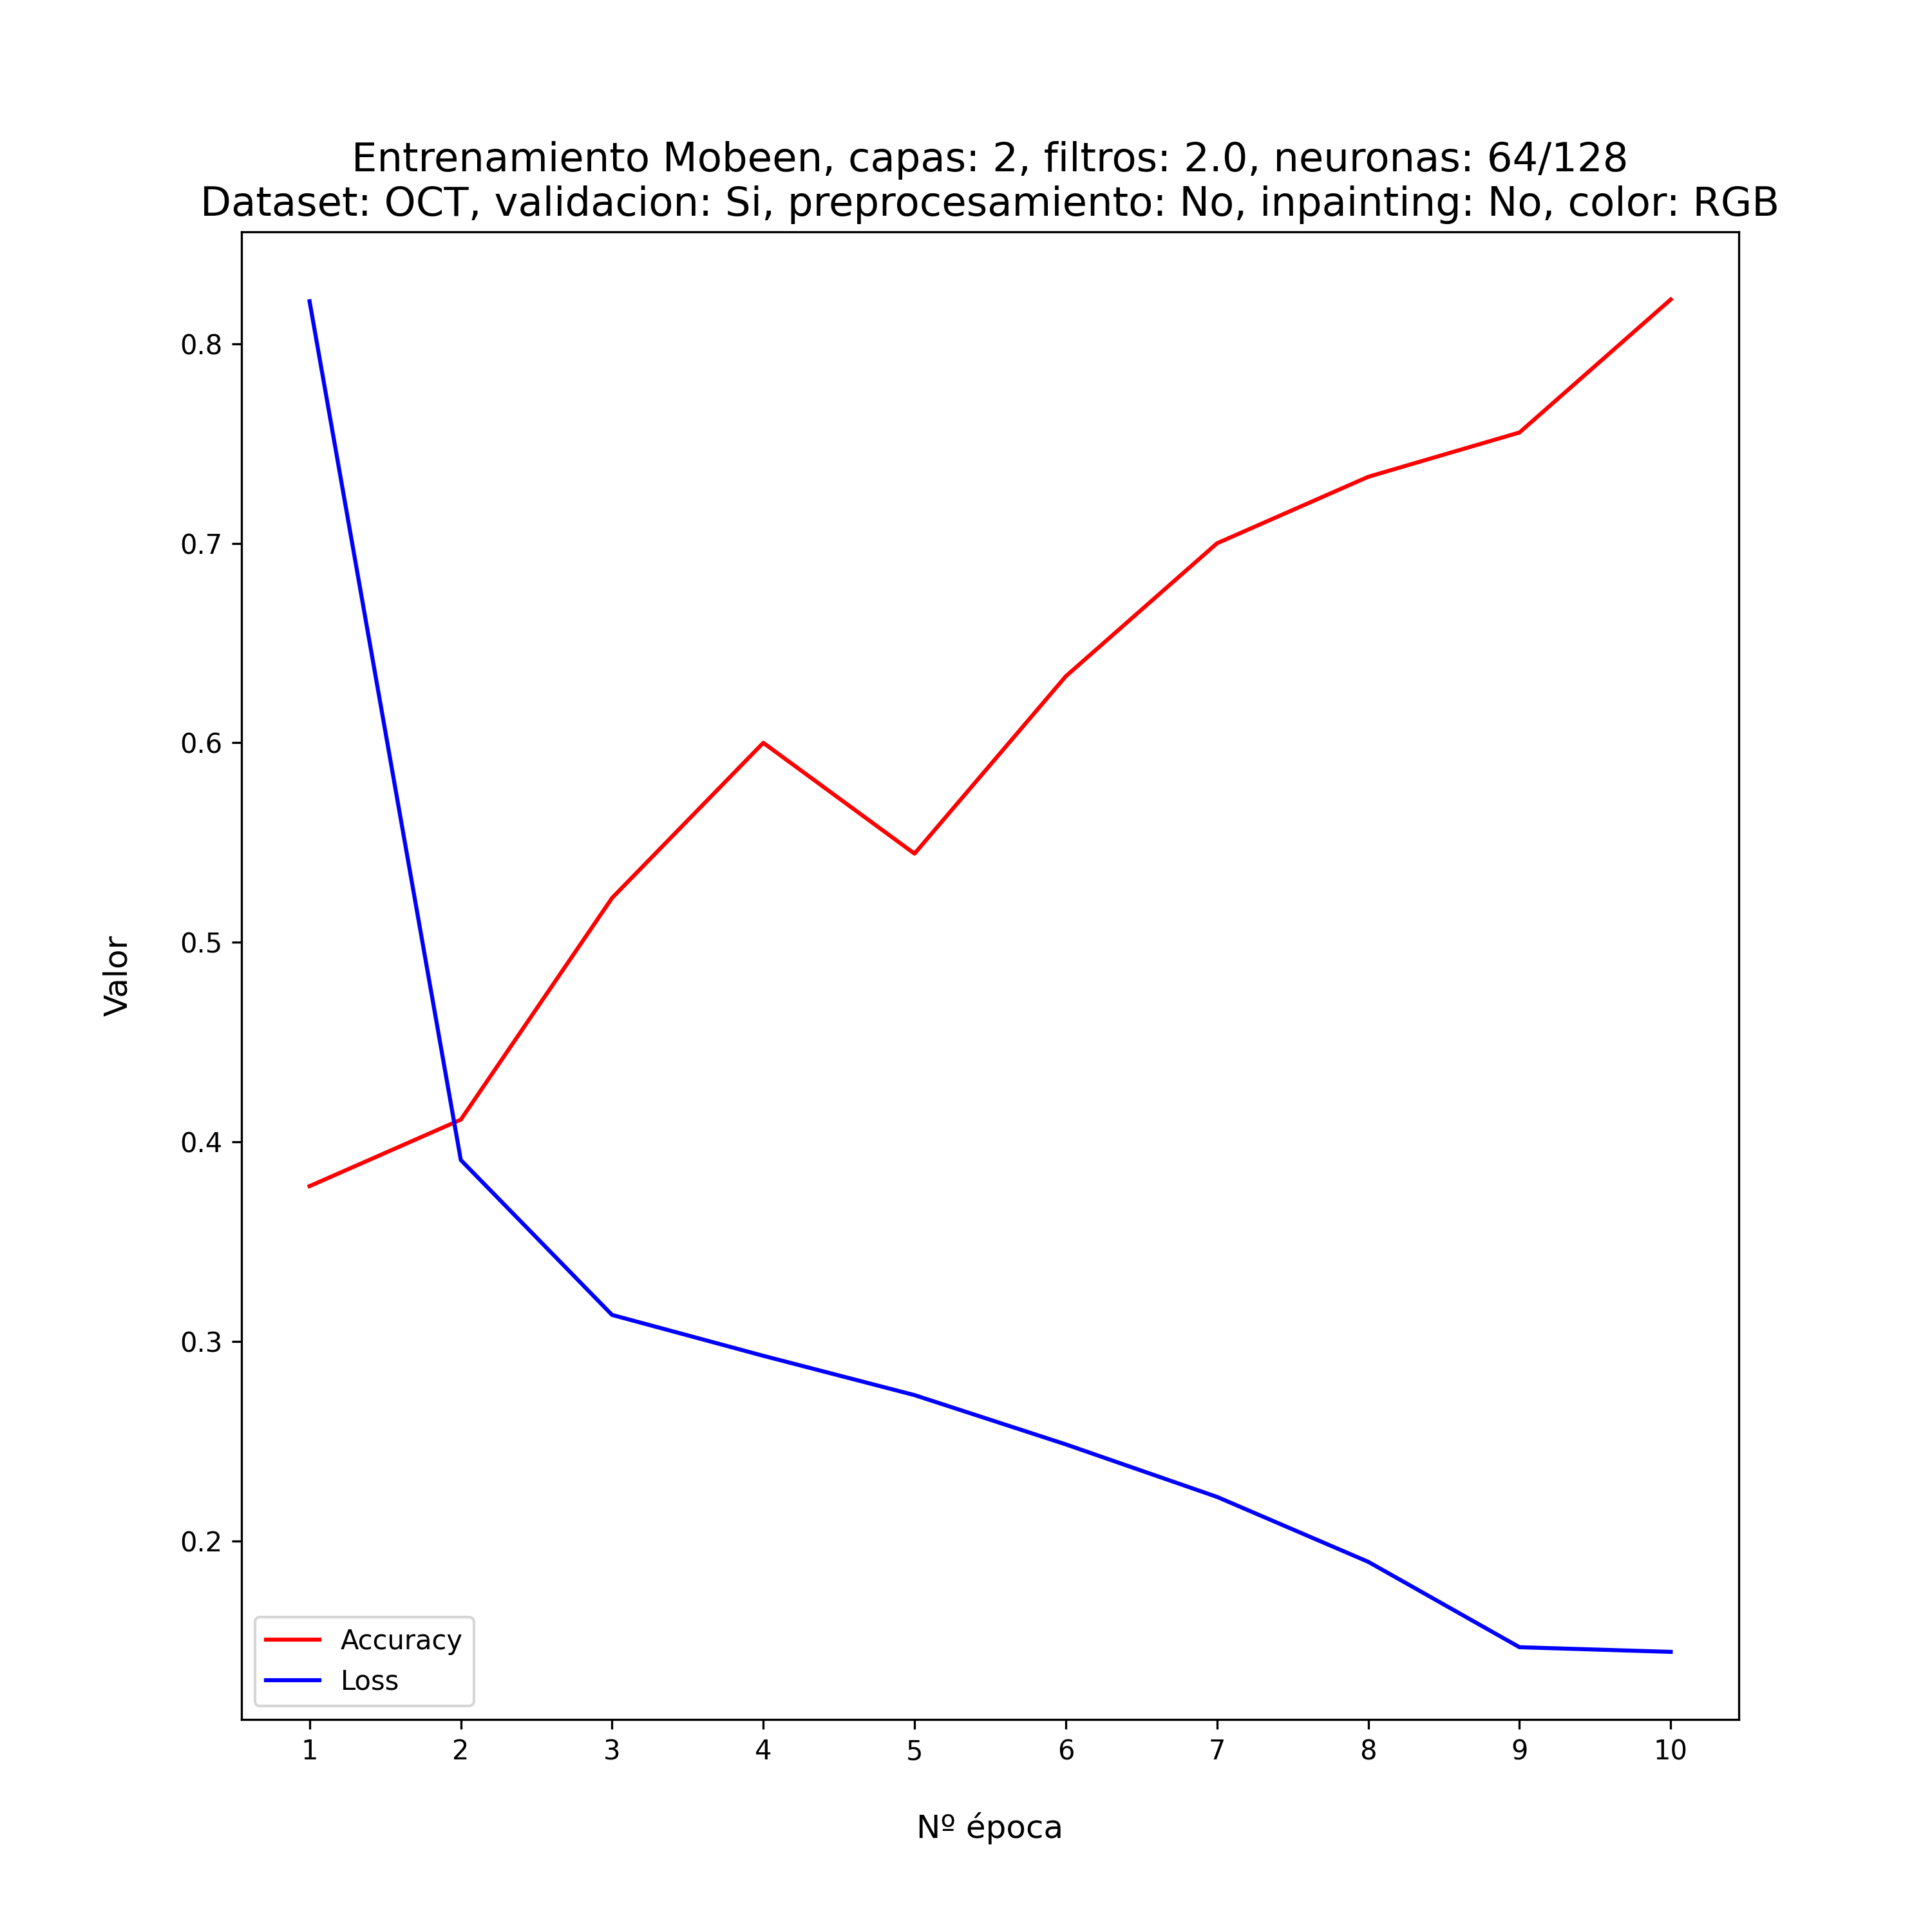 Entrenamiento Mobeen, capas: 2, filtros: 2.0, neuronas: 64/128
Dataset: OCT, validacion: Si, preprocesamiento: No, inpainting: No, color: RGB
0.8
0.7
0.6
0.5
0.4
0.3
0.2
Valor
Accuracy
Loss
1 2 3 4 5 6 7 8 9 10
Nº época